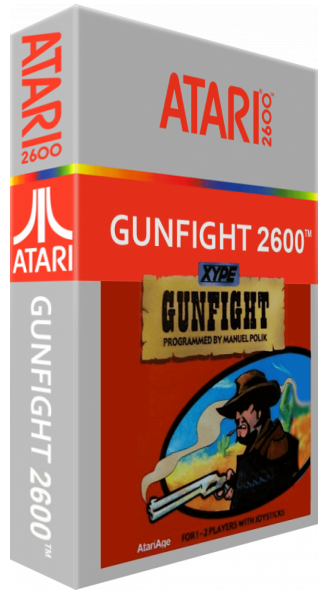 ATARI
2600
ATARI
GUNFIGHT 2600™
ATARI®
2600
GUNFIGHT 2600™
XYPE
GUNFIGHT
PROGRAMMED BY MANUEL POLIK
AtariAge
FOR 1-2 PLAYERS WITH JOYSTICKS